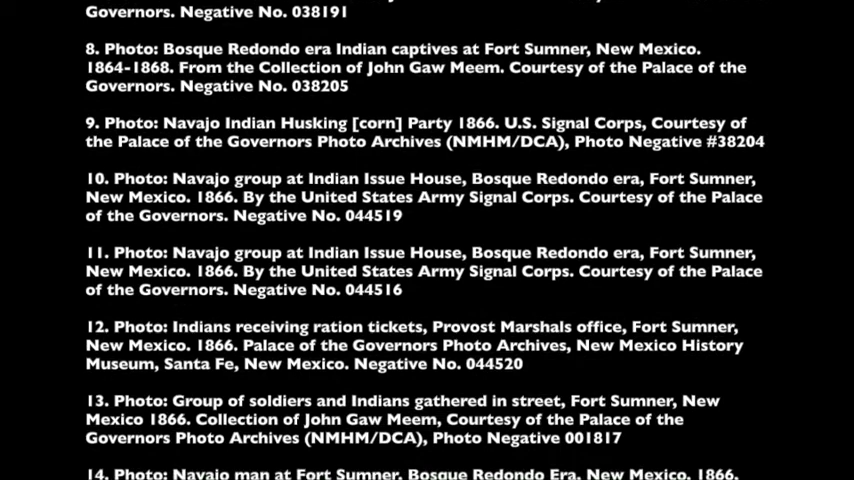 Governors. Negative No. 038191
8. Photo: Bosque Redondo era Indian captives at Fort Sumner, New Mexico.
1864-1868. From the Collection of John Gaw Meem. Courtesy of the Palace of the
Governors. Negative No. 038205
9. Photo: Navajo Indian Husking [corn] Party 1866. U.S. Signal Corps, Courtesy of
the Palace of the Governors Photo Archives (NMHM/DCA), Photo Negative #38204
10. Photo: Navajo group at Indian Issue House, Bosque Redondo era, Fort Sumner,
New Mexico. 1866. By the United States Army Signal Corps. Courtesy of the Palace
of the Governors. Negative No. 044519
11. Photo: Navajo group at Indian Issue House, Bosque Redondo era, Fort Sumner,
New Mexico. 1866. By the United States Army Signal Corps. Courtesy of the Palace
of the Governors. Negative No. 044516
12. Photo: Indians receiving ration tickets, Provost Marshals office, Fort Sumner,
New Mexico. 1866. Palace of the Governors Photo Archives, New Mexico History
Museum, Santa Fe, New Mexico. Negative No. 044520
13. Photo: Group of soldiers and Indians gathered in street, Fort Sumner, New
Mexico 1866. Collection of John Gaw Meem, Courtesy of the Palace of the
Governors Photo Archives (NMHM/DCA), Photo Negative 001817
14. Photo: Navajo man at Fort Sumner, Bosque Redondo Era, New Mexico. 1866.